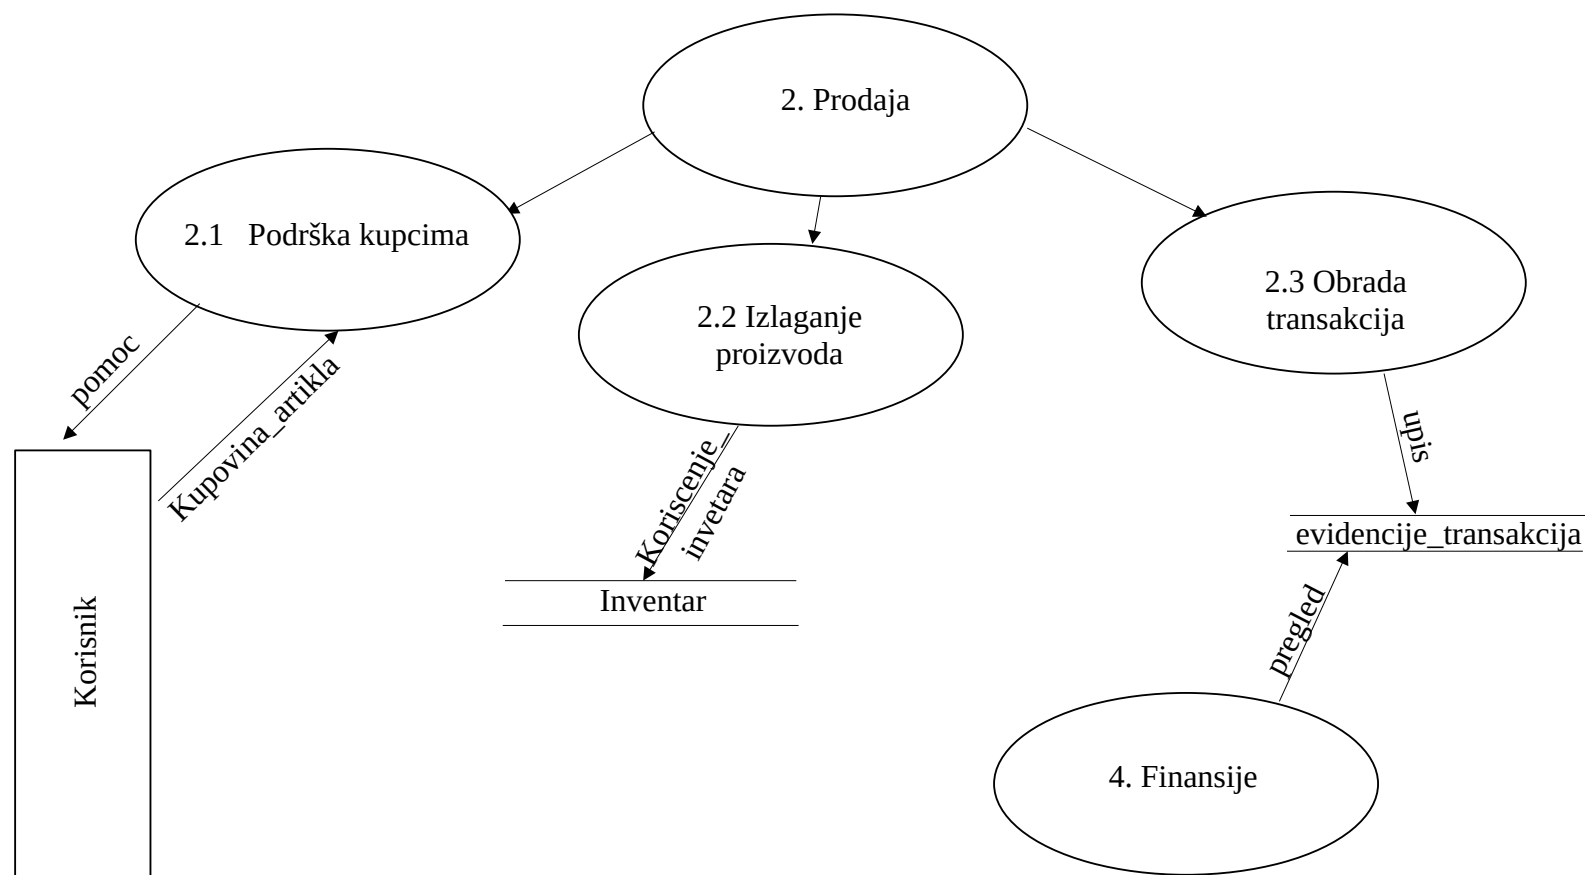 2. Prodaja
2.1 Podrška kupcima
2.2 Izlaganje
proizvoda
2.3 Obrada
transakcija
pomoc
Kupovina_artikla
Koriscenje_
invetara
upis
evidencije_transakcija
Inventar
pregled
Korisnik
4. Finansije